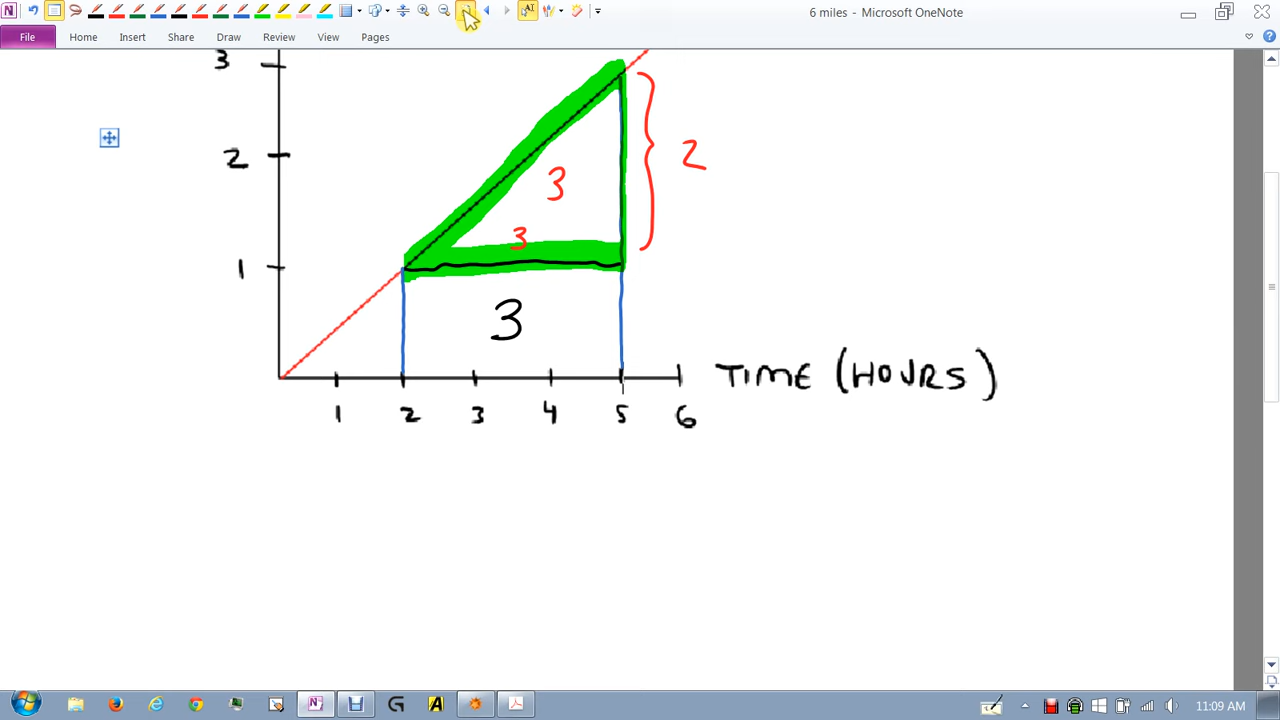 6 miles - Microsoft OneNote
File Home Insert Share Draw Review View Pages
3
2
1
3
3
2
3
TIME (HOURS)
1 2 3 4 5 6
11:09 AM